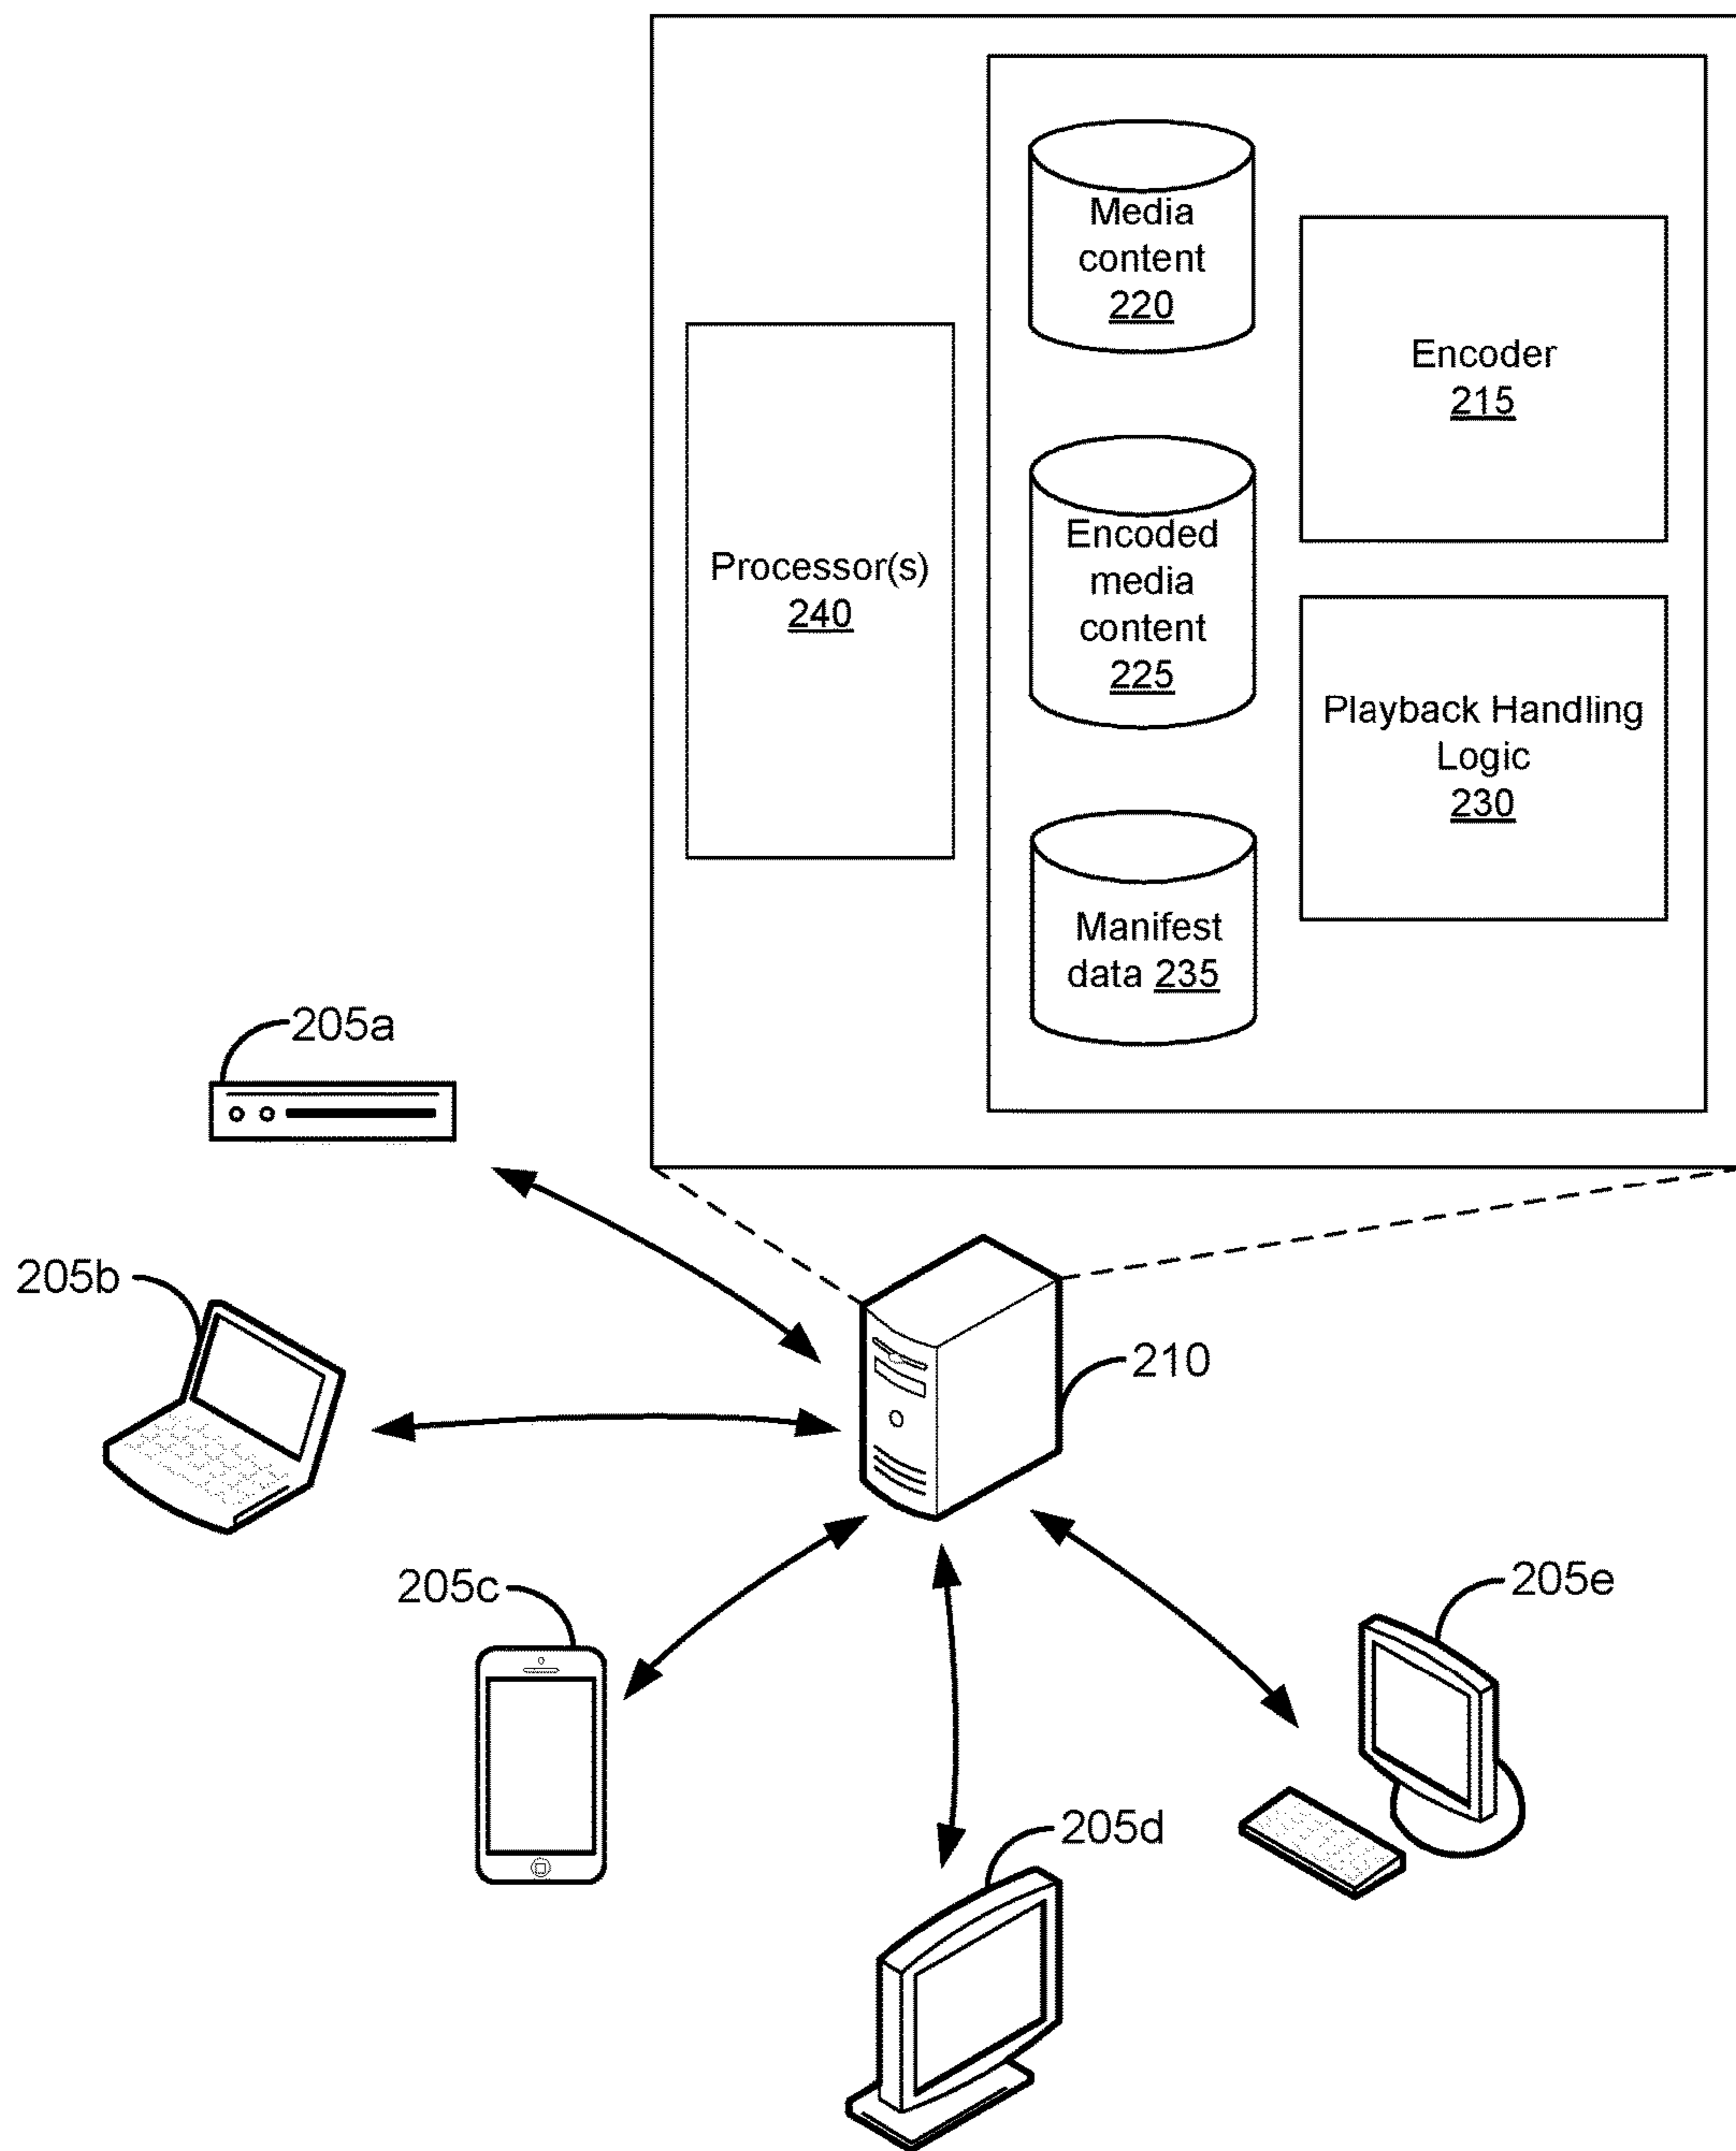 Media
content
220
Encoder
215
Processor(s)
240
Encoded
media
content
225
Playback Handling
Logic
230
Manifest
data 235
205a
205b
210
205c
205e
205d